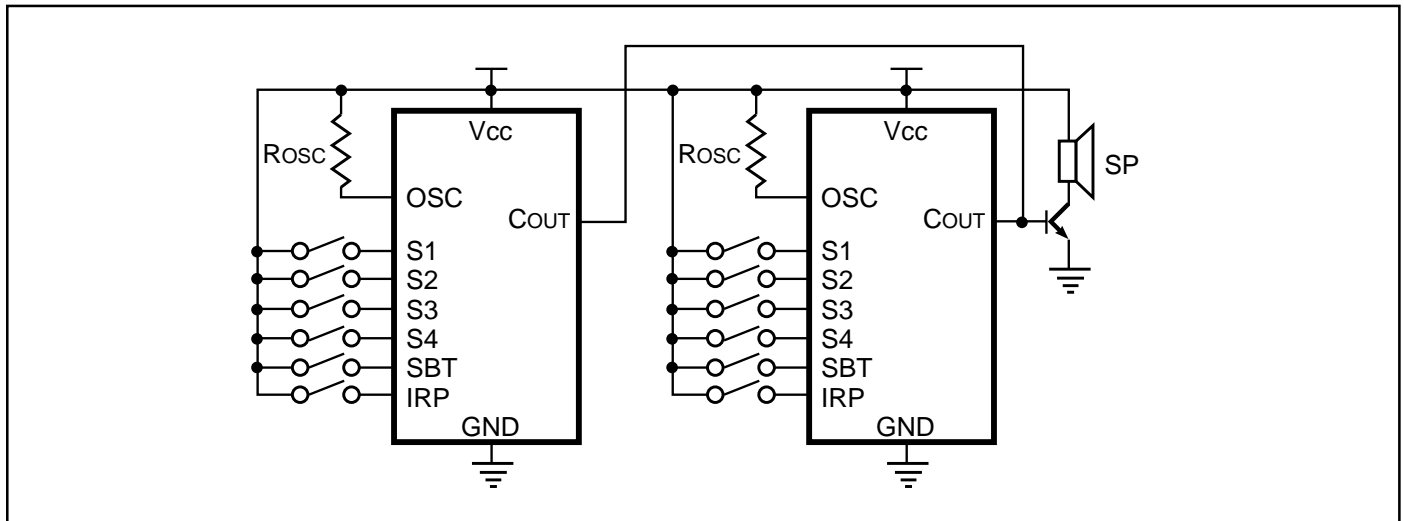 Vcc
ROSC
OSC
COUT
S1
S2
S3
S4
SBT
IRP
GND
Vcc
ROSC
OSC
COUT
S1
S2
S3
S4
SBT
IRP
GND
SP